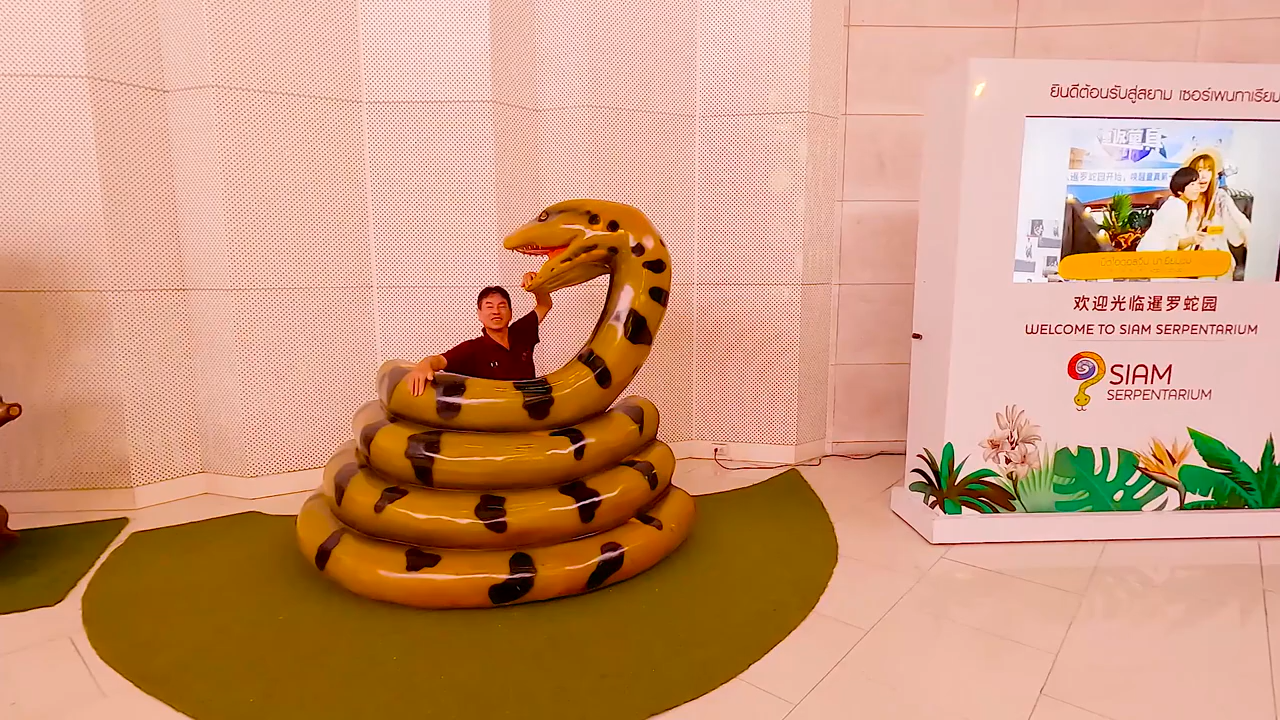 ยินดีต้อนรับสู่สยาม เซอร์เพนทาเรียม
欢迎光临暹罗蛇园
WELCOME TO SIAM SERPENTARIUM
SIAM
SERPENTARIUM